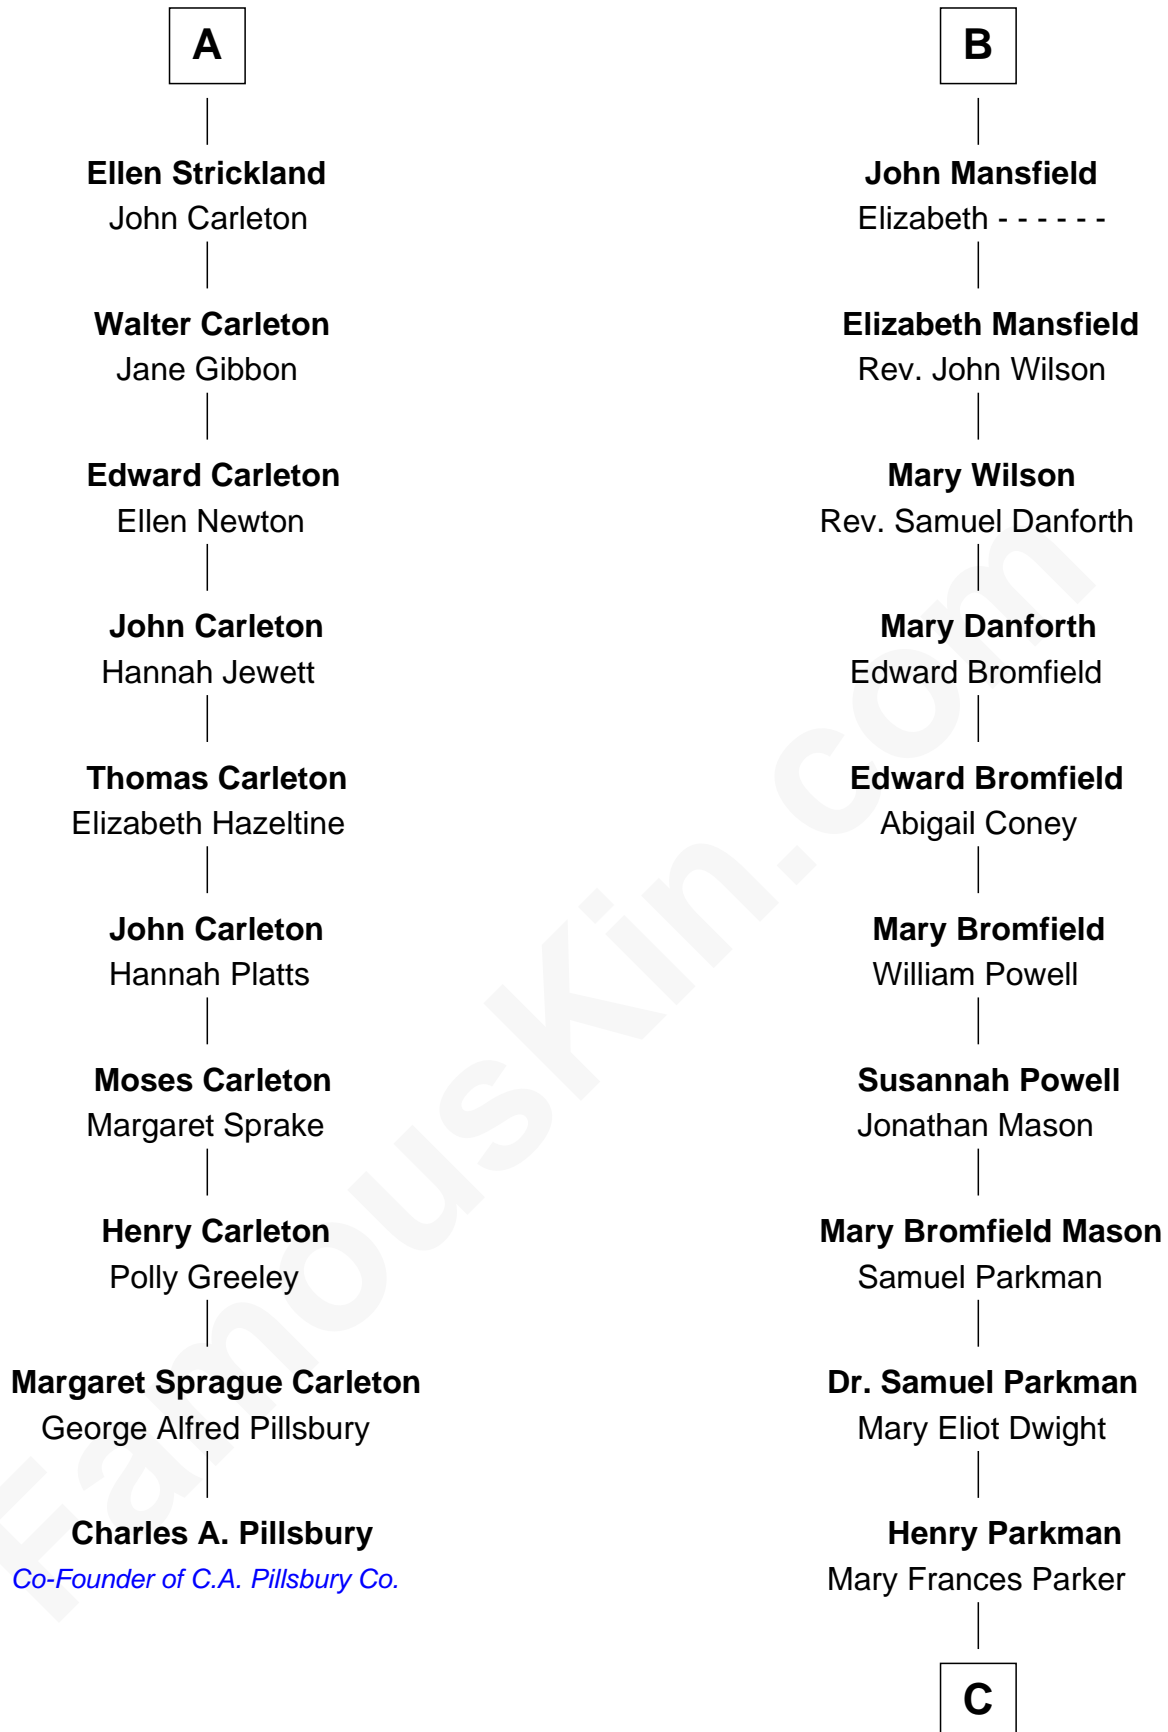 A
Ellen Strickland
John Carleton
Walter Carleton
Jane Gibbon
Edward Carleton
Ellen Newton
John Carleton
Hannah Jewett
Thomas Carleton
Elizabeth Hazeltine
John Carleton
Hannah Platts
Moses Carleton
Margaret Sprake
Henry Carleton
Polly Greeley
Margaret Sprague Carleton
George Alfred Pillsbury
Charles A. Pillsbury
Co-Founder of C.A. Pillsbury Co.
B
John Mansfield
Elizabeth - - - - - -
Elizabeth Mansfield
Rev. John Wilson
Mary Wilson
Rev. Samuel Danforth
Mary Danforth
Edward Bromfield
Edward Bromfield
Abigail Coney
Mary Bromfield
William Powell
Susannah Powell
Jonathan Mason
Mary Bromfield Mason
Samuel Parkman
Dr. Samuel Parkman
Mary Eliot Dwight
Henry Parkman
Mary Frances Parker
C
FamousKin.com